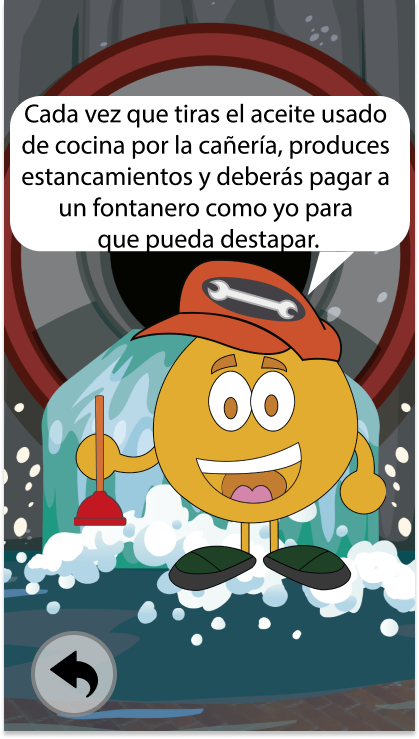 Cada vez que tiras el aceite usado
de cocina por la cañería, produces
estancamientos y deberás pagar a
un fontanero como yo para
que pueda destapar.